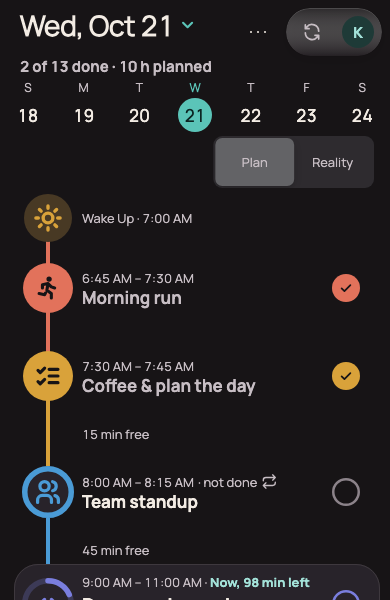 Wed, Oct 21
...
K
2 of 13 done · 10 h planned
S M T W T F S
18 19 20 21 22 23 24
Plan Reality
Wake Up · 7:00 AM
6:45 AM – 7:30 AM
Morning run
7:30 AM – 7:45 AM
Coffee & plan the day
15 min free
8:00 AM – 8:15 AM · not done
Team standup
45 min free
9:00 AM – 11:00 AM · Now, 98 min left